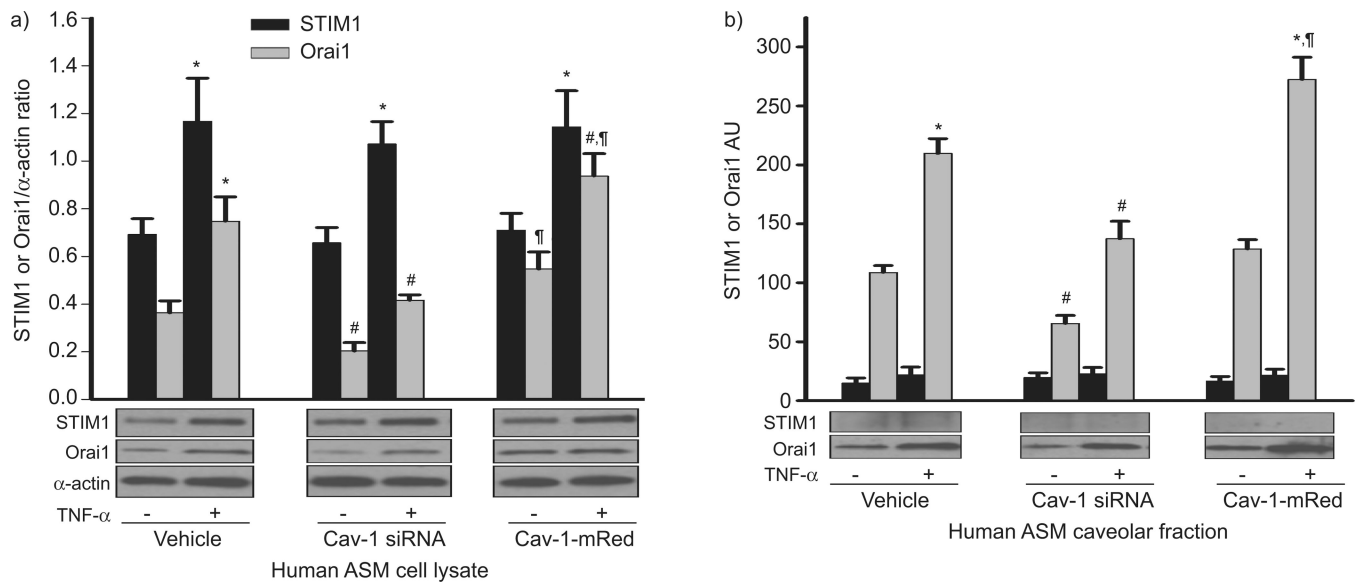 a)
STIM1 or Orai1/α-actin ratio
1.6
1.4
1.2
1.0
0.8
0.6
0.4
0.2
0.0
STIM1
Orai1
*
*
#
*
#
¶
*
#,¶
STIM1
Orai1
α-actin
TNF-α - + - + - +
Vehicle Cav-1 siRNA Cav-1-mRed
Human ASM cell lysate
b)
STIM1 or Orai1 AU
300
250
200
150
100
50
0
*
#
#
*,¶
STIM1
Orai1
TNF-α - + - + - +
Vehicle Cav-1 siRNA Cav-1-mRed
Human ASM caveolar fraction